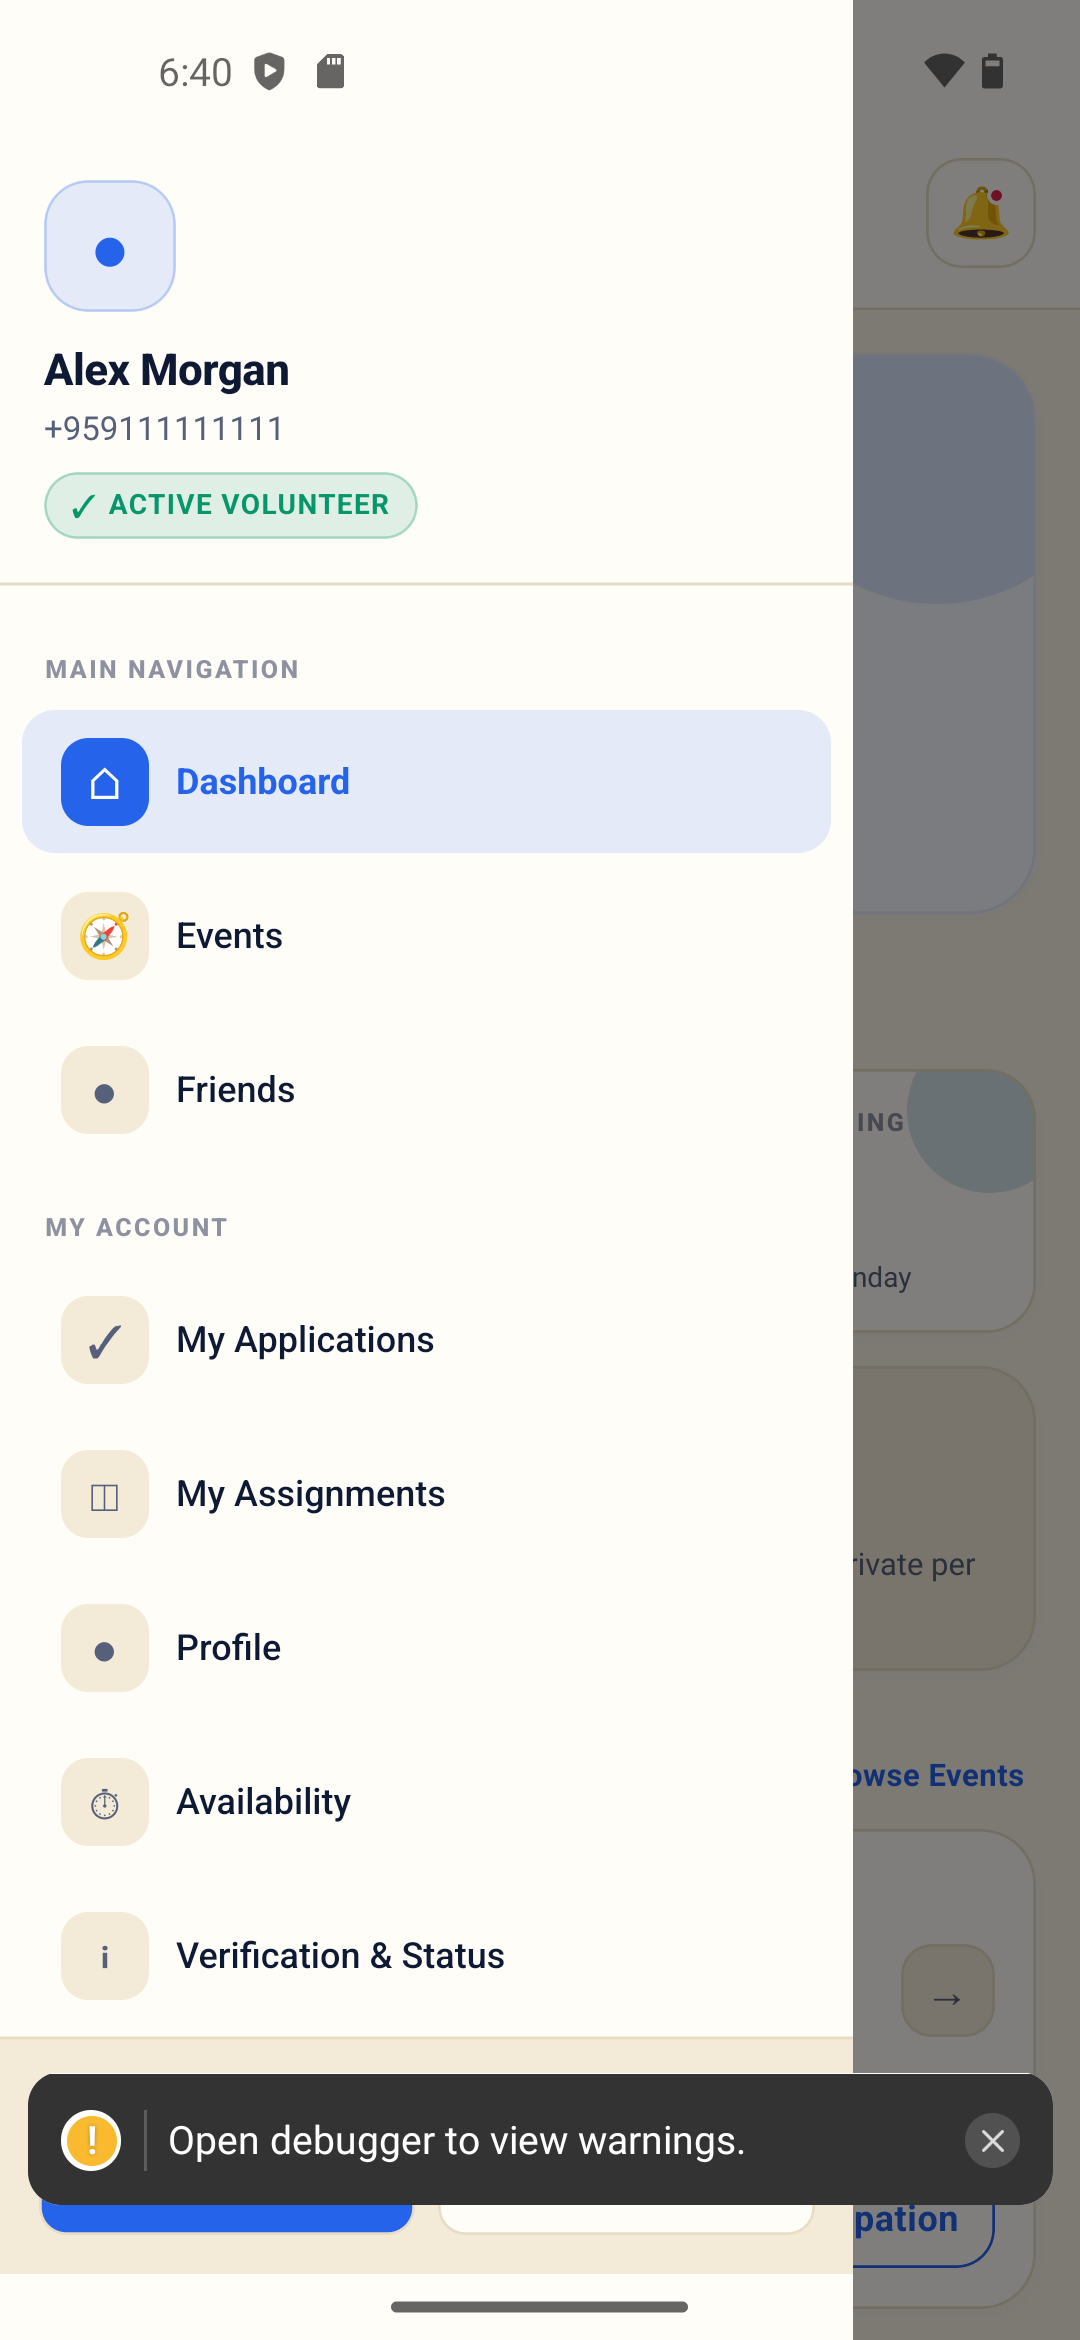 6:40
Alex Morgan
+959111111111
✓ ACTIVE VOLUNTEER
MAIN NAVIGATION
Dashboard
Events
Friends
ING
nday
MY ACCOUNT
My Applications
My Assignments
rivate per
Profile
owse Events
Availability
Verification & Status
→
Open debugger to view warnings.
pation